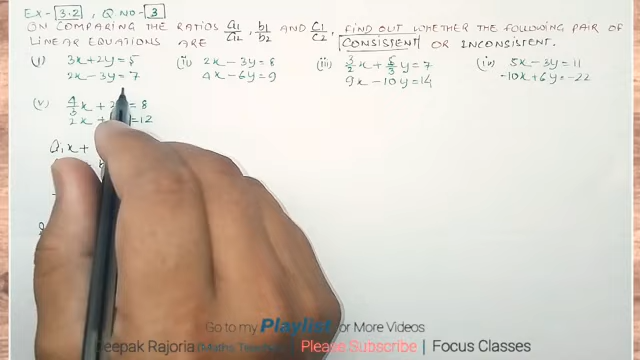 EX-3.2, Q.NO-3
ON COMPARING THE RATIOS a1/a2, b1/b2 AND c1/c2, FIND OUT WHETHER THE FOLLOWING PAIR OF
LINEAR EQUATIONS ARE CONSISTENT OR INCONSISTENT.
(i) 3x+2y=5 (ii) 2x-3y=8 (iii) 3/2x+5/3y=7 (iv) 5x-3y=11
2x-3y=7 4x-6y=9 9x-10y=14 -10x+6y=-22
(v) 4/3x+2 =8
2x+ =12
a1x+
Go to my Playlist for More Videos
Deepak Rajoria | Please Subscribe | Focus Classes